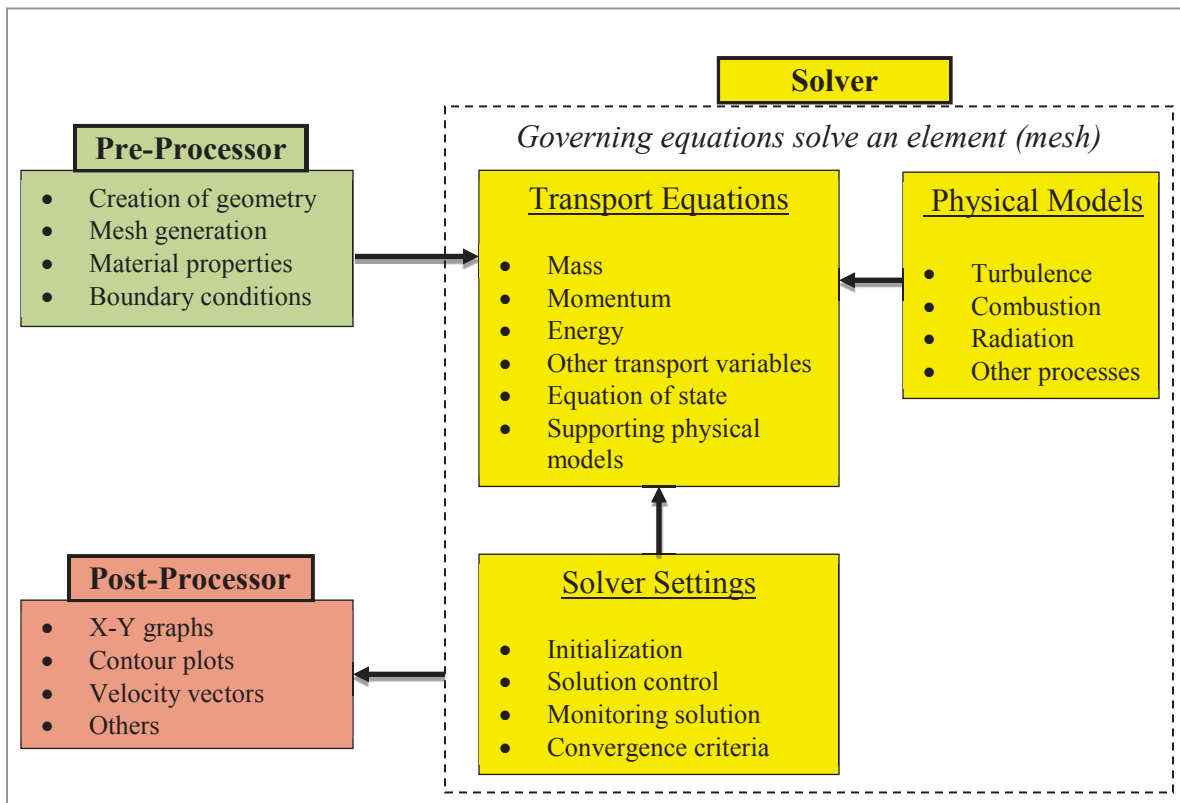 Solver
Governing equations solve an element (mesh)
Pre-Processor
• Creation of geometry
• Mesh generation
• Material properties
• Boundary conditions
Transport Equations
• Mass
• Momentum
• Energy
• Other transport variables
• Equation of state
• Supporting physical
models
Physical Models
• Turbulence
• Combustion
• Radiation
• Other processes
Solver Settings
• Initialization
• Solution control
• Monitoring solution
• Convergence criteria
Post-Processor
• X-Y graphs
• Contour plots
• Velocity vectors
• Others